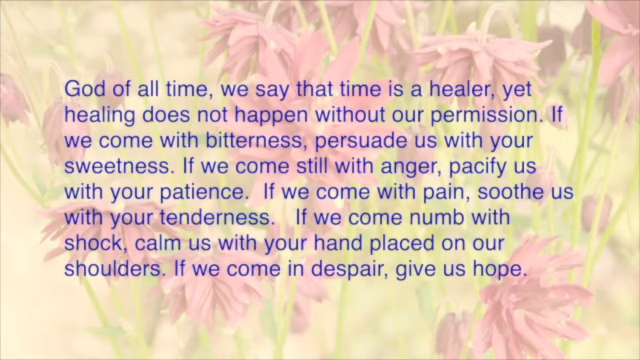 God of all time, we say that time is a healer, yet
healing does not happen without our permission. If
we come with bitterness, persuade us with your
sweetness. If we come still with anger, pacify us
with your patience.  If we come with pain, soothe us
with your tenderness.   If we come numb with
shock, calm us with your hand placed on our
shoulders. If we come in despair, give us hope.